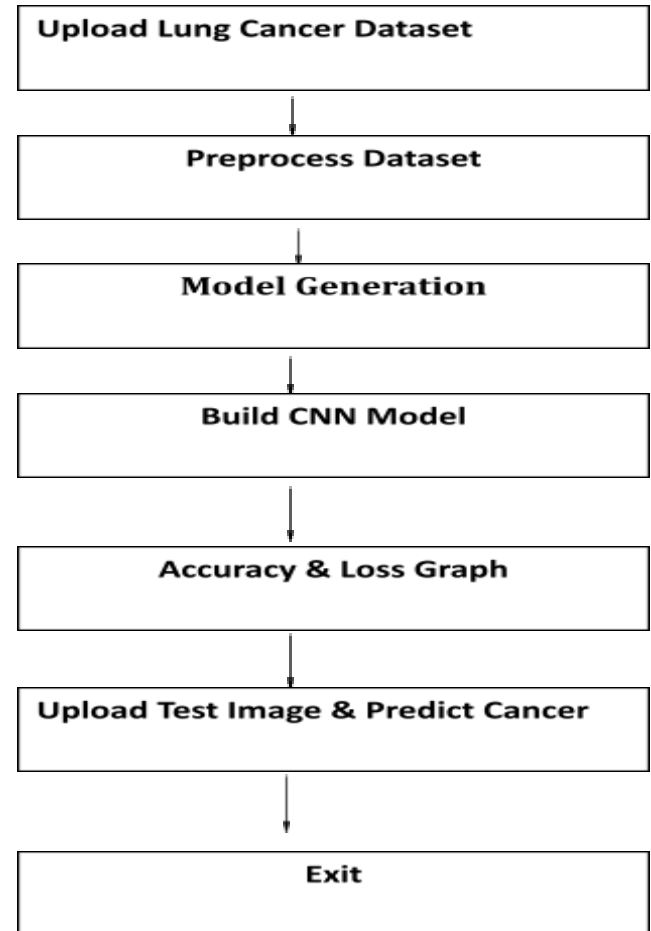 Upload Lung Cancer Dataset
Preprocess Dataset
Model Generation
Build CNN Model
Accuracy & Loss Graph
Upload Test Image & Predict Cancer
Exit